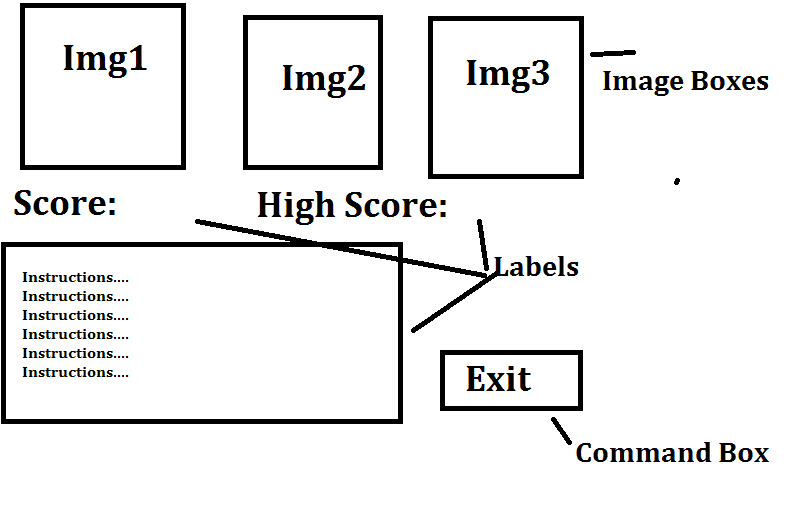 Img1
Img2
Img3
Image Boxes
Score:
High Score:
Labels
Instructions....
Instructions....
Instructions....
Instructions....
Instructions....
Instructions....
Exit
Command Box